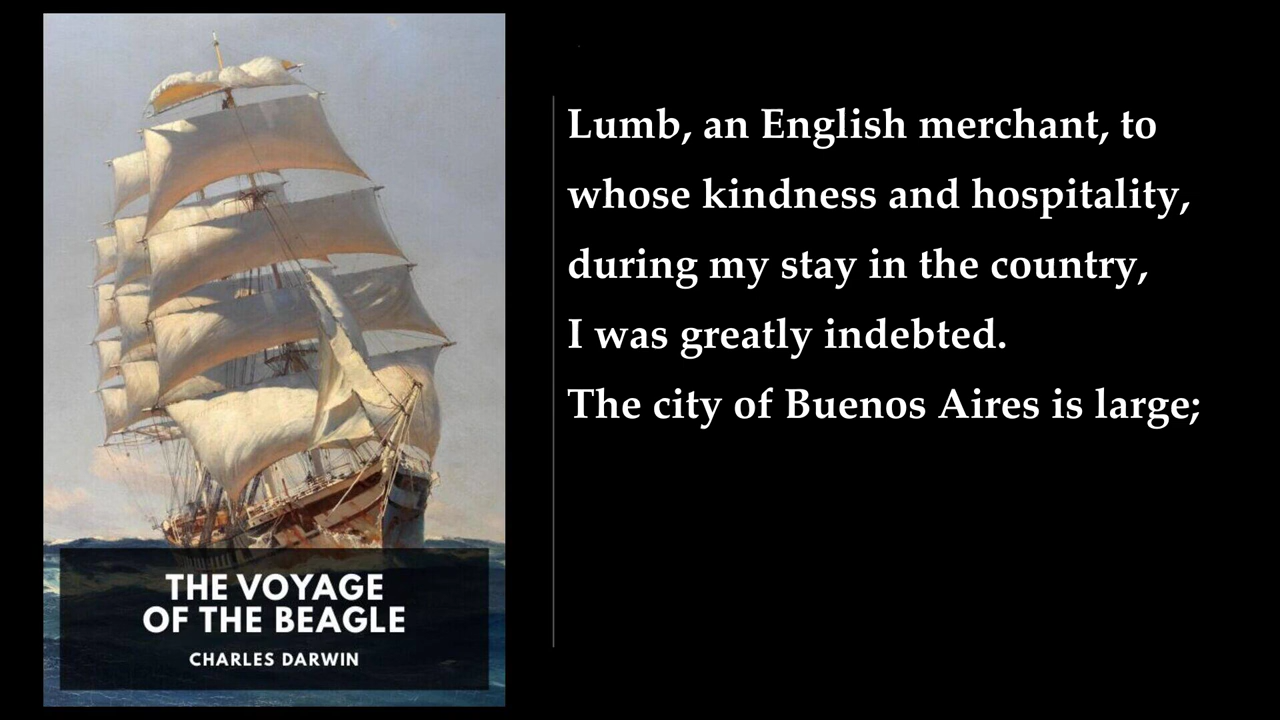 THE VOYAGE
OF THE BEAGLE
CHARLES DARWIN
Lumb, an English merchant, to
whose kindness and hospitality,
during my stay in the country,
I was greatly indebted.
The city of Buenos Aires is large;